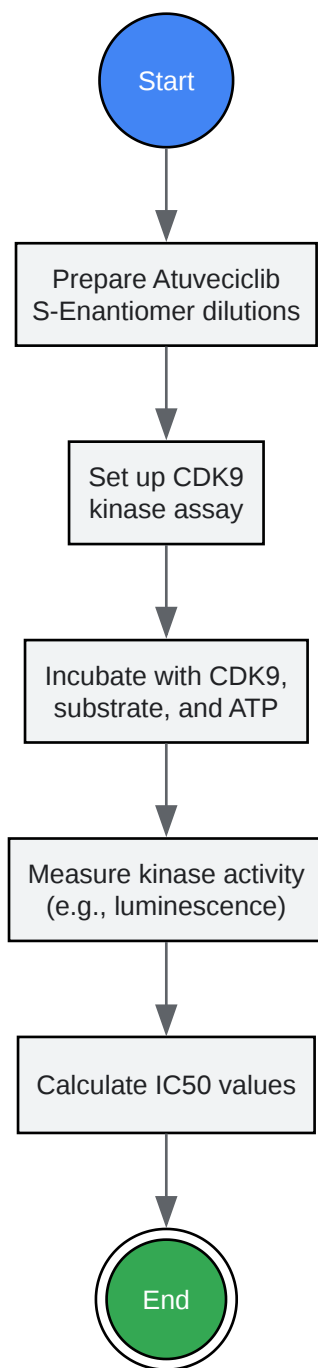 Start
Prepare Atuveciclib
S-Enantiomer dilutions
Set up CDK9
kinase assay
Incubate with CDK9,
substrate, and ATP
Measure kinase activity
(e.g., luminescence)
Calculate IC50 values
End